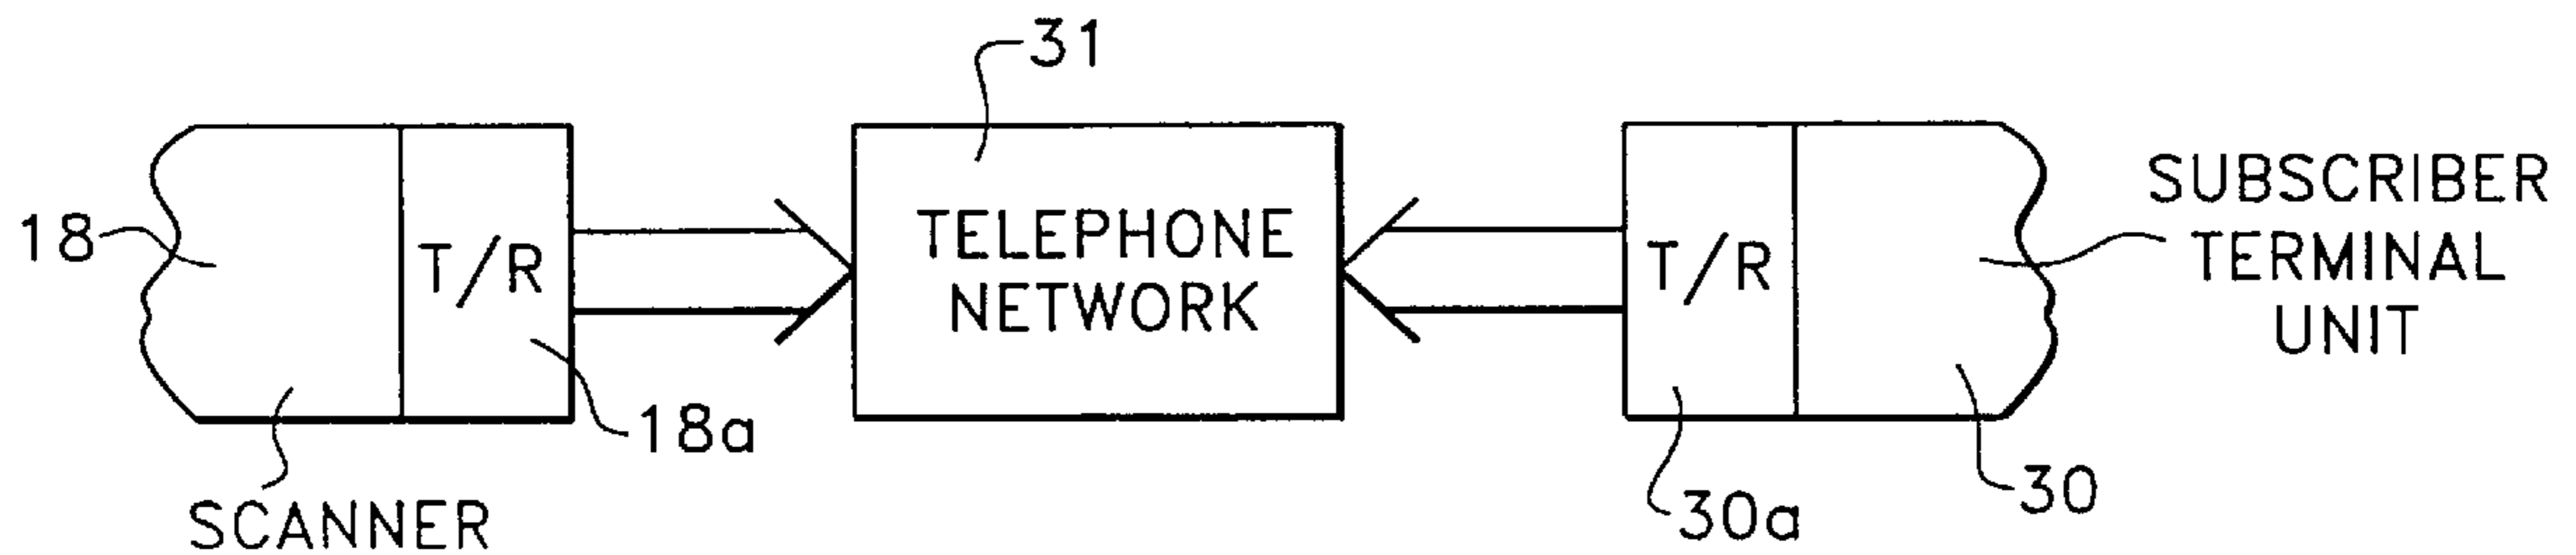 31
18
T/R
TELEPHONE
NETWORK
T/R
SUBSCRIBER
TERMINAL
UNIT
18a
SCANNER
30a
30